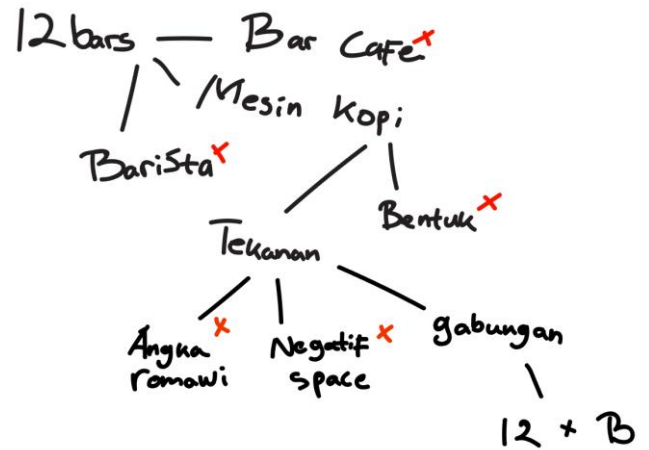 12 bars — Bar Cafe x
Mesin Kopi
Barista x
Bentuk x
Tekanan
Angka x Negatif x gabungan
romawi space
12 + B